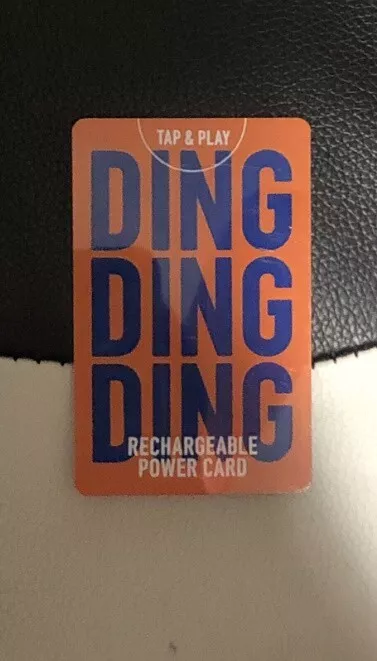 TAP & PLAY
DING
DING
DING
RECHARGEABLE
POWER CARD